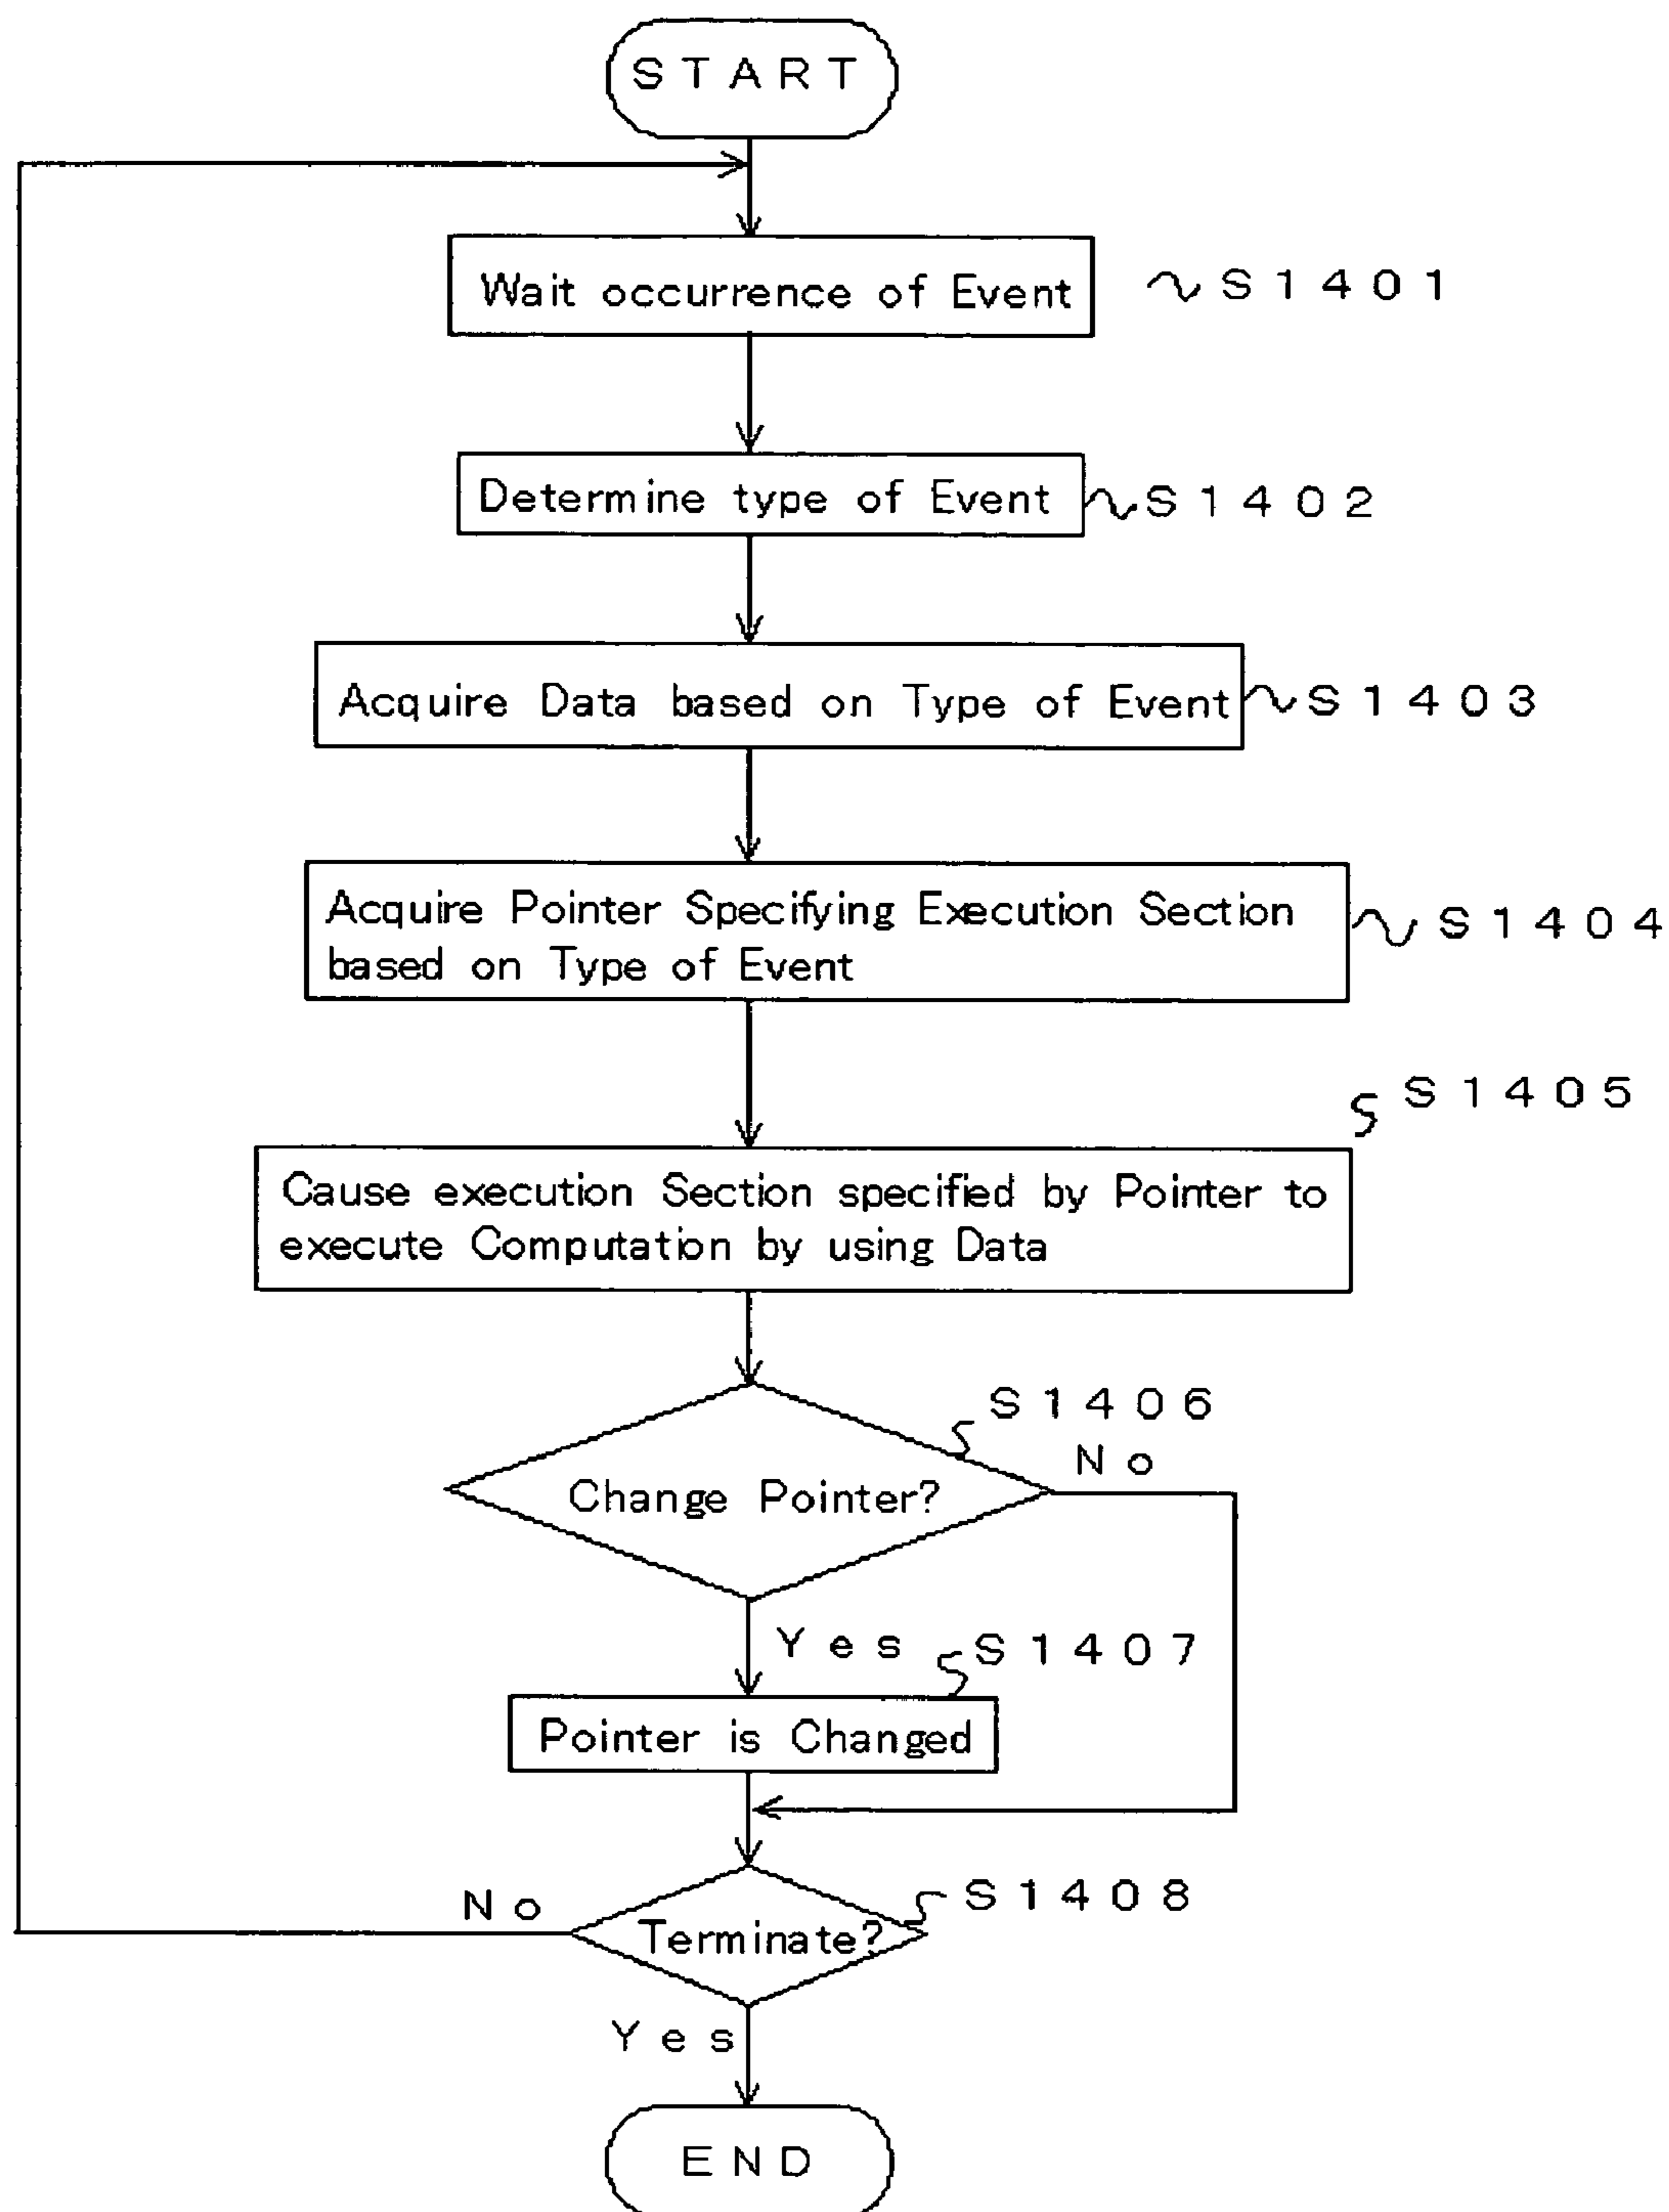 START
Wait occurrence of Event
S1401
Determine type of Event
S1402
Acquire Data based on Type of Event
S1403
Acquire Pointer Specifying Execution Section
based on Type of Event
S1404
S1405
Cause execution Section specified by Pointer to
execute Computation by using Data
S1406
No
Change Pointer?
Yes
S1407
Pointer is Changed
No
S1408
Terminate?
Yes
END